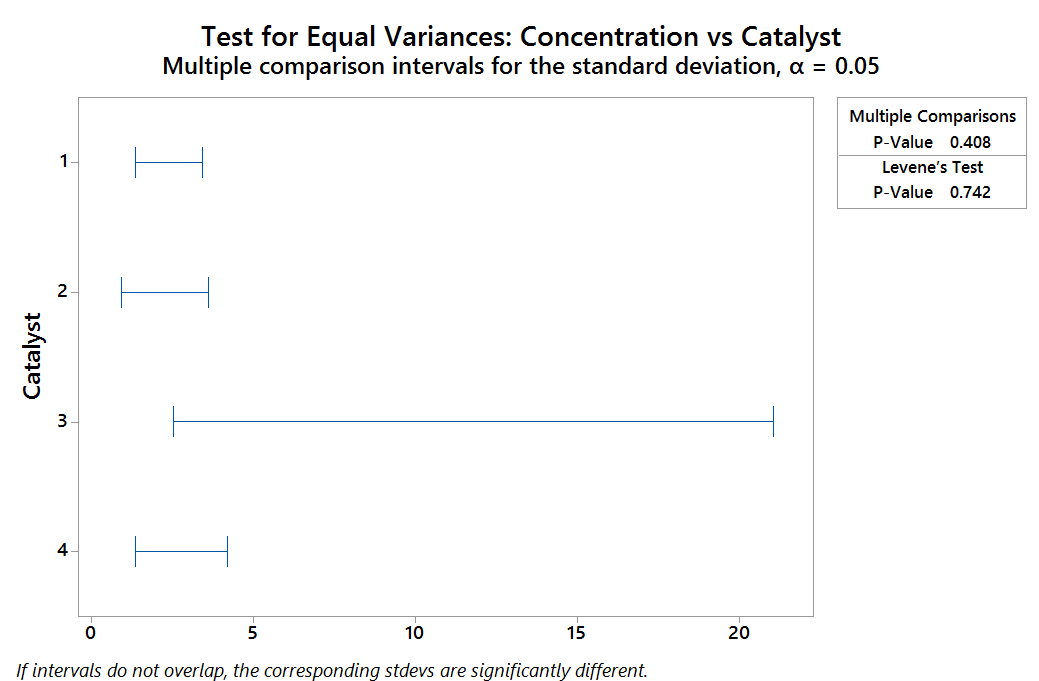 Test for Equal Variances: Concentration vs Catalyst
Multiple comparison intervals for the standard deviation, α = 0.05
Multiple Comparisons
P-Value 0.408
Levene’s Test
P-Value 0.742
Catalyst
1
2
3
4
0 5 10 15 20
If intervals do not overlap, the corresponding stdevs are significantly different.